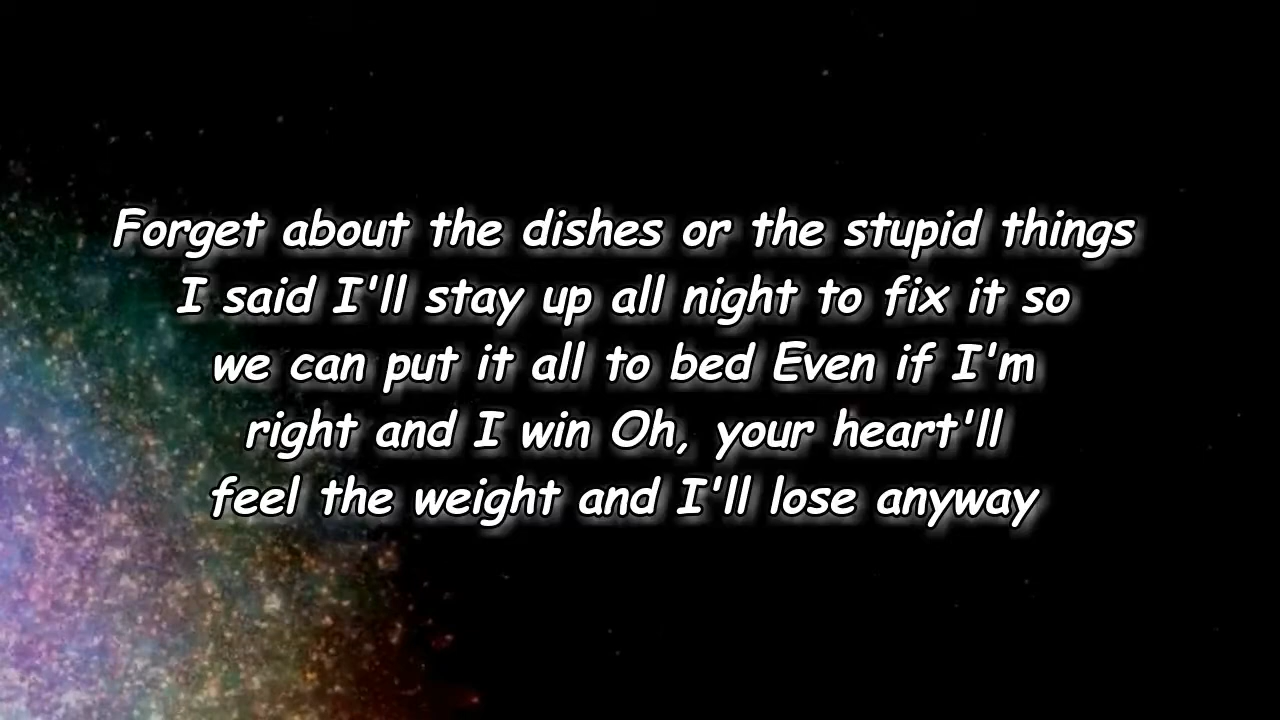 Forget about the dishes or the stupid things
I said I'll stay up all night to fix it so
we can put it all to bed Even if I'm
right and I win Oh, your heart'll
feel the weight and I'll lose anyway